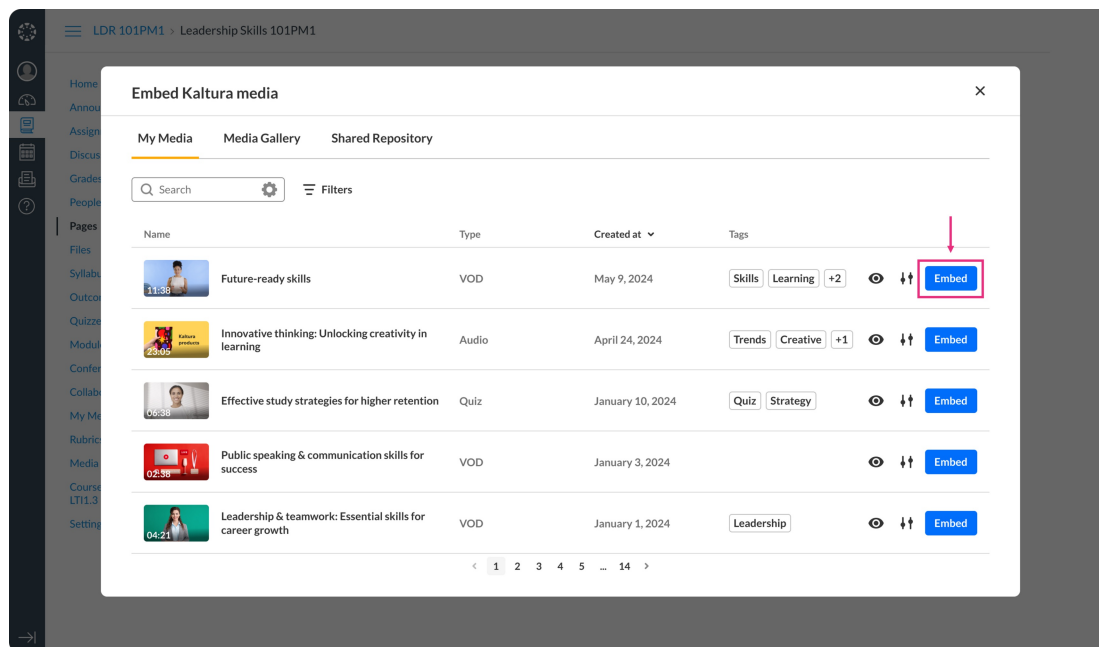 LDR 101PM1 > Leadership Skills 101PM1
Home
Annou
Assign
Discus
Grades
People
Pages
Files
Syllabu
Outcor
Quizze
Modul
Confer
Collabo
My Me
Rubric
Media
Course
LTI1.3
Setting
Embed Kaltura media
My Media Media Gallery Shared Repository
Search Filters
Name Type Created at Tags
11:38 Future-ready skills VOD May 9, 2024 Skills Learning +2 Embed
Kaltura
products
23:05 Innovative thinking: Unlocking creativity in
learning Audio April 24, 2024 Trends Creative +1 Embed
06:38 Effective study strategies for higher retention Quiz January 10, 2024 Quiz Strategy Embed
02:38 Public speaking & communication skills for
success VOD January 3, 2024 Embed
04:21 Leadership & teamwork: Essential skills for
career growth VOD January 1, 2024 Leadership Embed
< 1 2 3 4 5 ... 14 >